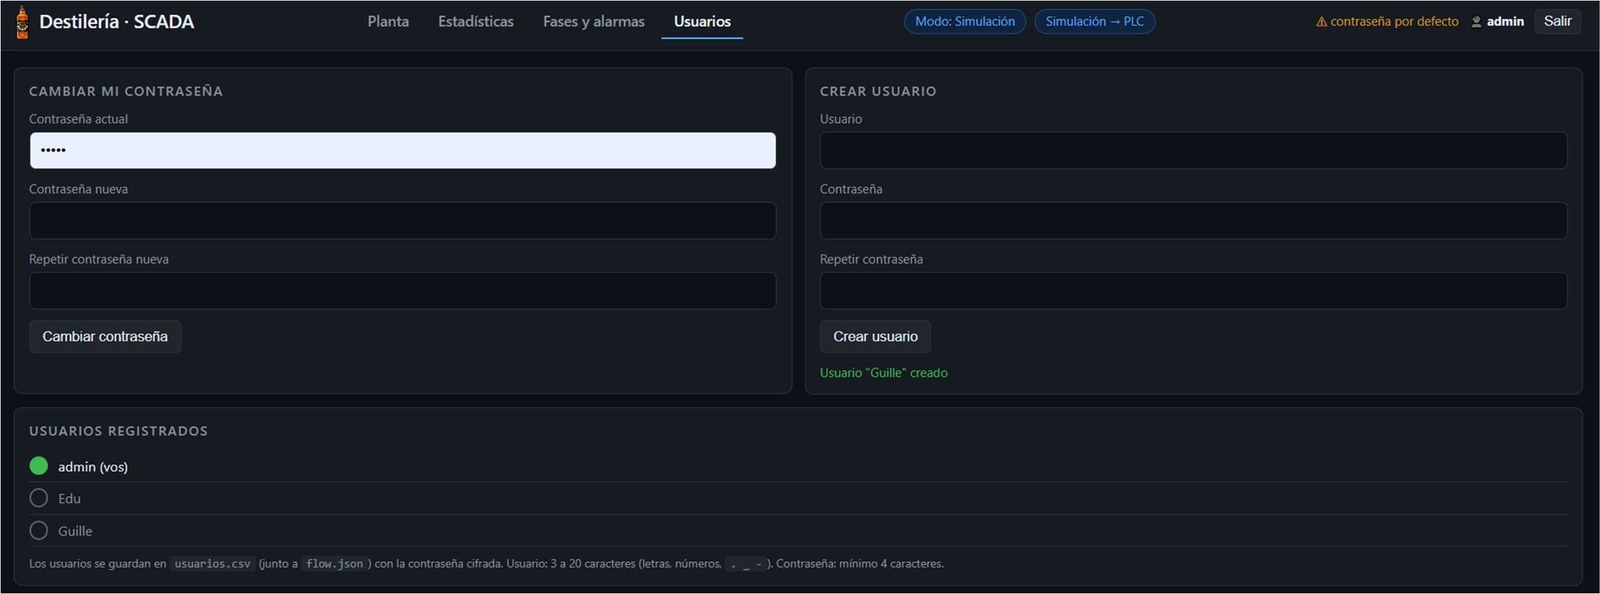 Destilería · SCADA
Planta Estadísticas Fases y alarmas Usuarios
Modo: Simulación Simulación → PLC
⚠ contraseña por defecto admin Salir
CAMBIAR MI CONTRASEÑA
Contraseña actual
•••••
Contraseña nueva
Repetir contraseña nueva
Cambiar contraseña
CREAR USUARIO
Usuario
Contraseña
Repetir contraseña
Crear usuario
Usuario "Guille" creado
USUARIOS REGISTRADOS
admin (vos)
Edu
Guille
Los usuarios se guardan en usuarios.csv (junto a flow.json) con la contraseña cifrada. Usuario: 3 a 20 caracteres (letras, números, . _ -). Contraseña: mínimo 4 caracteres.